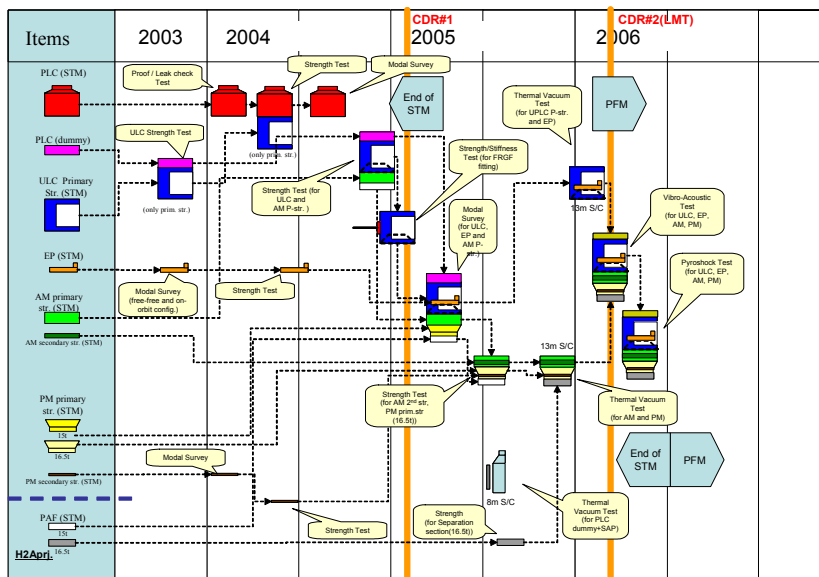 CDR#1
CDR#2(LMT)
Items
2003
2004
2005
2006
PLC (STM)
Proof / Leak check
Test
Strength Test
Modal Survey
End of
STM
Thermal Vacuum
Test
(for UPLC P-str.
and EP)
PFM
PLC (dummy)
ULC Strength Test
(only prim. str.)
Strength/Stiffness
Test (for FRGF
fitting)
ULC Primary
Str. (STM)
(only prim. str.)
Strength Test (for
ULC and
AM P-str. )
13m S/C
Modal
Survey
(for ULC,
EP and
AM P-
str.)
Vibro-Acoustic
Test
(for ULC, EP,
AM, PM)
EP (STM)
Modal Survey
(free-free and on-
orbit config.)
Strength Test
Pyroshock Test
(for ULC, EP,
AM, PM)
AM primary
str. (STM)
AM secondary str. (STM)
13m S/C
PM primary
str. (STM)
15t
16.5t
Strength Test
(for AM 2nd str,
PM prim.str
(16.5t))
Thermal
Vacuum Test
(for AM and PM)
Modal Survey
PM secondary str. (STM)
End of
STM
PFM
8m S/C
Strength
(for Separation
section(16.5t))
Thermal
Vacuum Test
(for PLC
dummy+SAP)
Strength Test
PAF (STM)
15t
16.5t
H2Aprj.